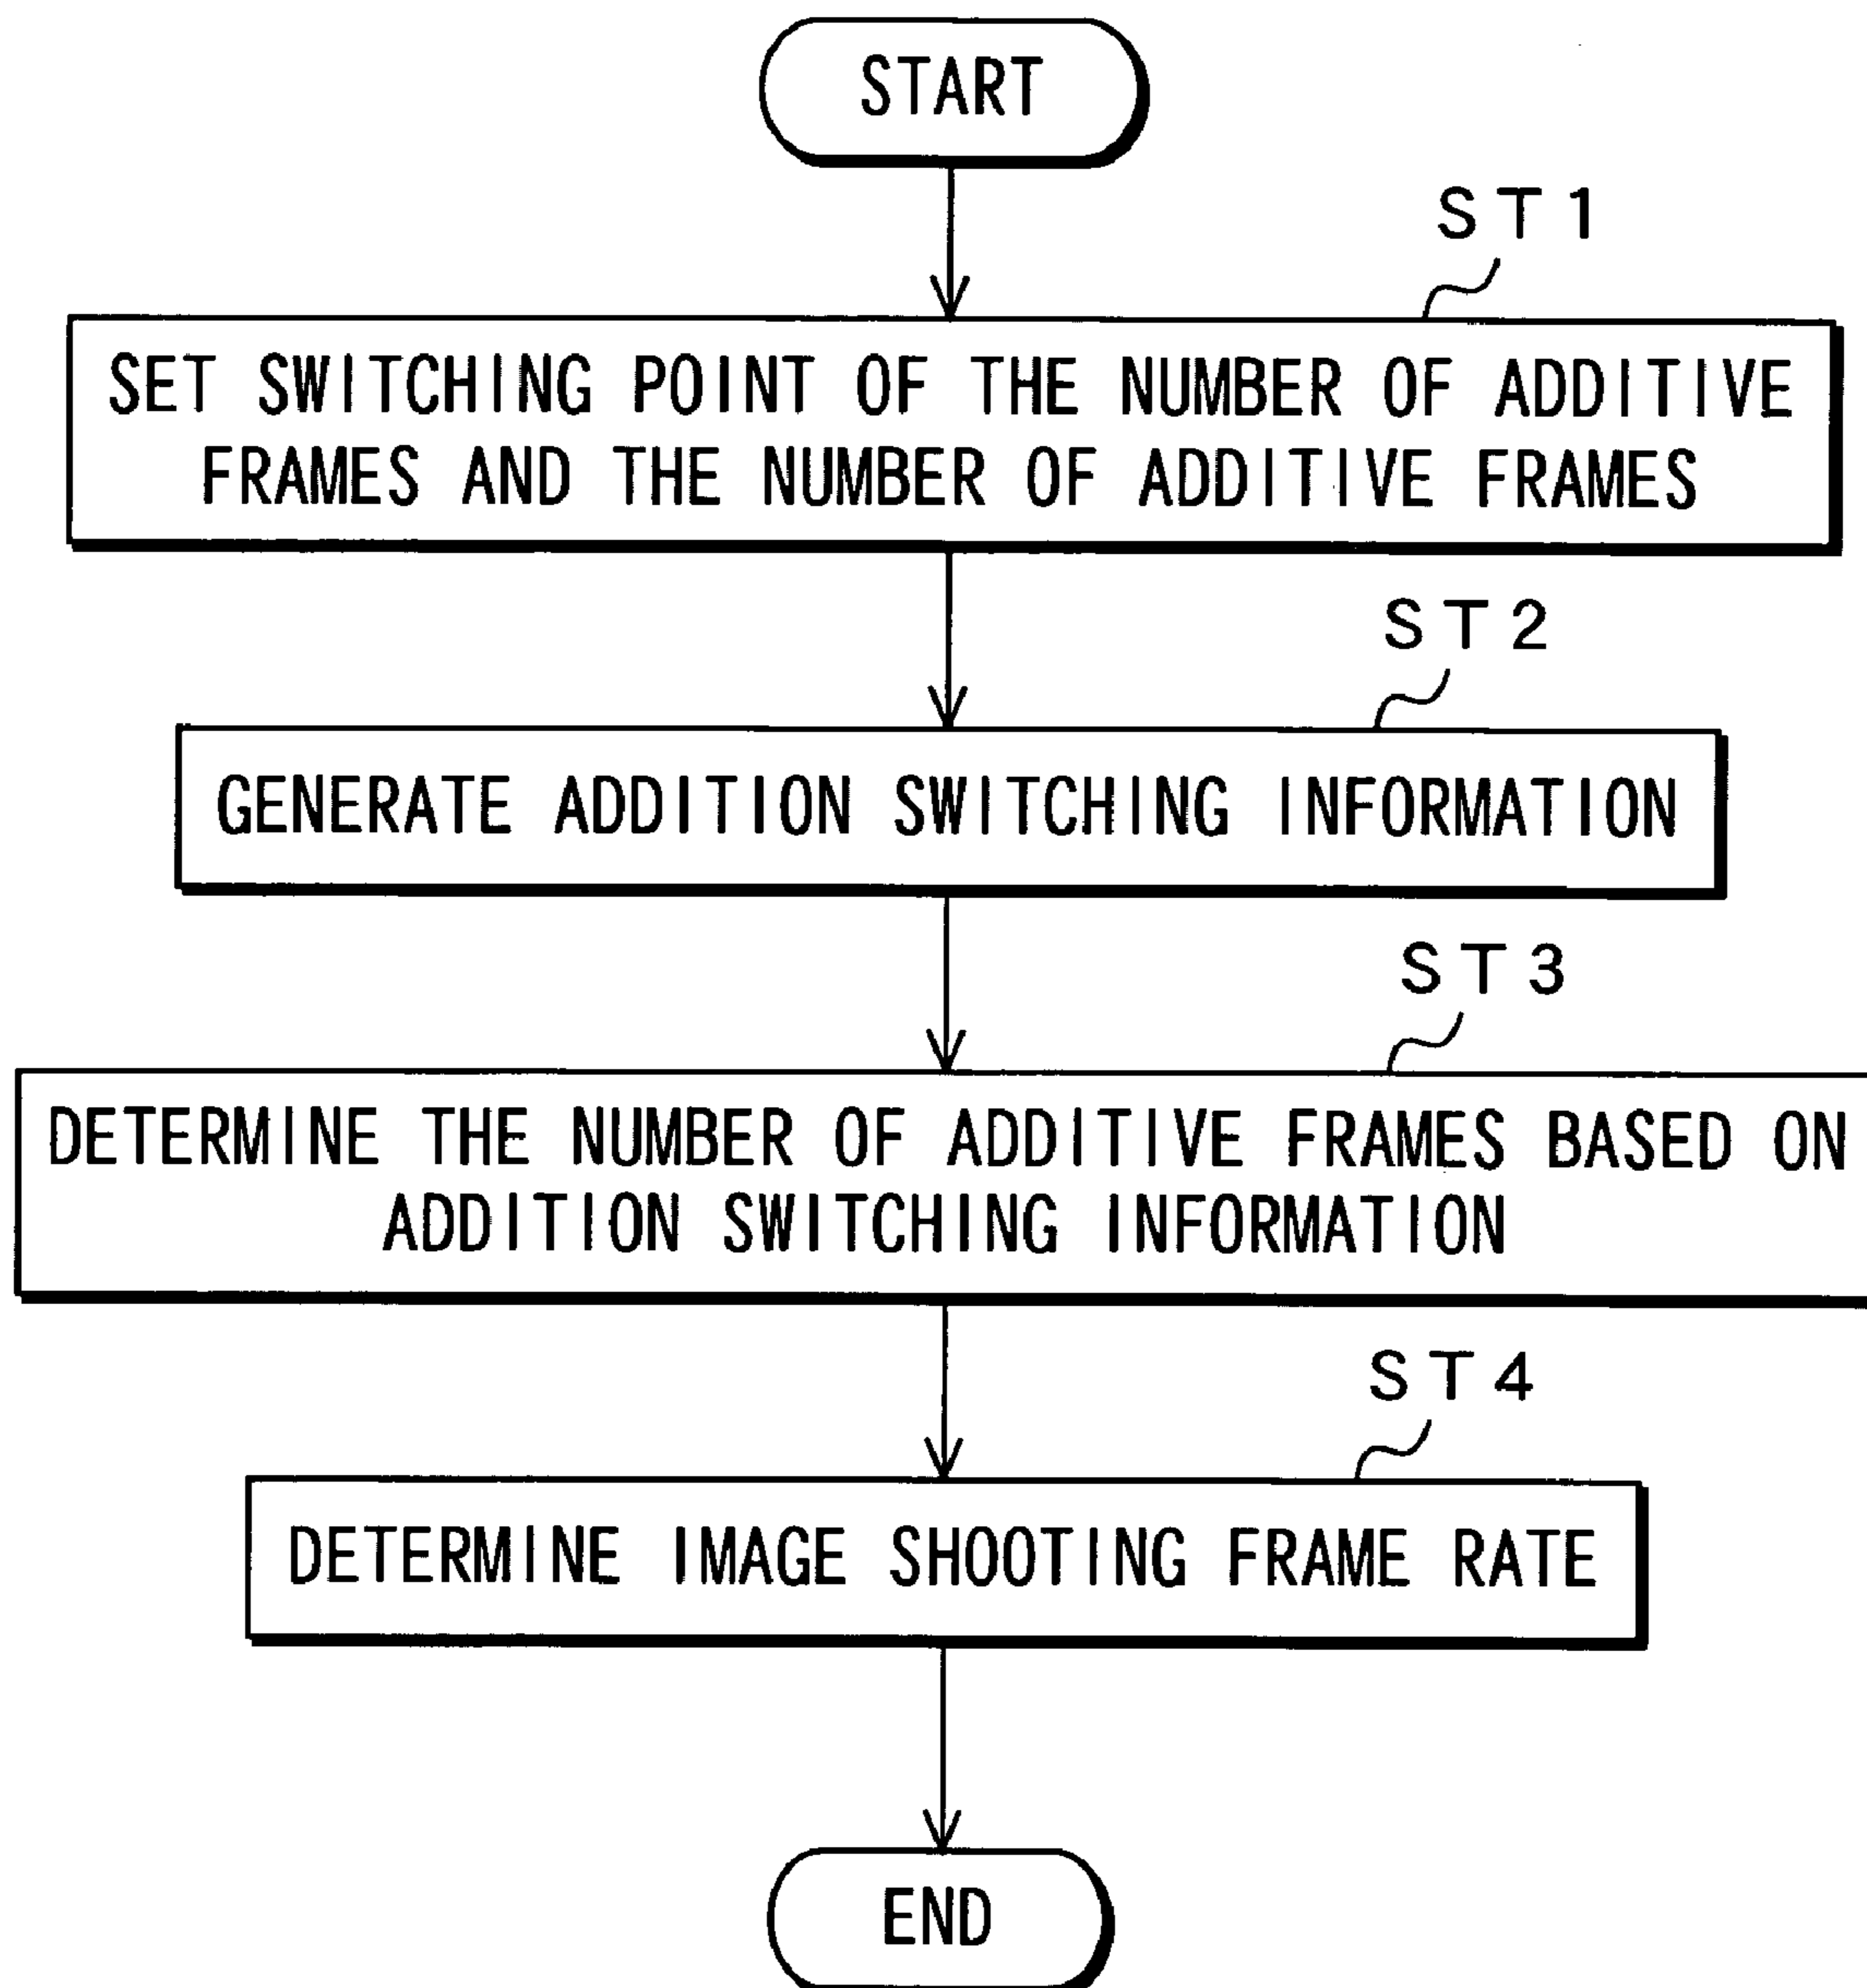 START
ST1
SET SWITCHING POINT OF THE NUMBER OF ADDITIVE
FRAMES AND THE NUMBER OF ADDITIVE FRAMES
ST2
GENERATE ADDITION SWITCHING INFORMATION
ST3
DETERMINE THE NUMBER OF ADDITIVE FRAMES BASED ON
ADDITION SWITCHING INFORMATION
ST4
DETERMINE IMAGE SHOOTING FRAME RATE
END